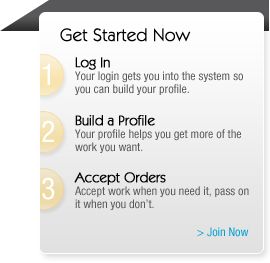 Get Started Now
1 Log In
Your login gets you into the system so
you can build your profile.
2 Build a Profile
Your profile helps you get more of the
work you want.
3 Accept Orders
Accept work when you need it, pass on
it when you don't.
> Join Now